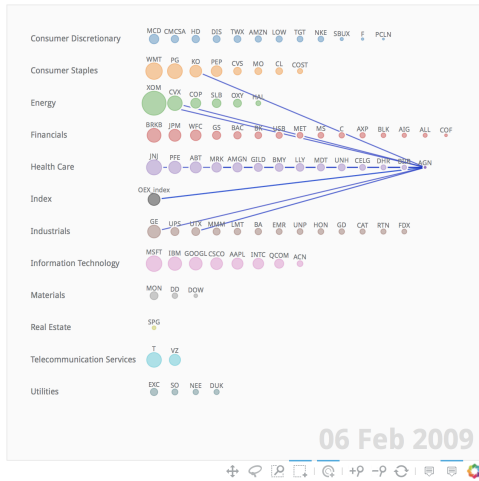 MCD CMCSA HD DIS TWX AMZN LOW TGT NKE SBUX F PCLN
Consumer Discretionary
WMT PG KO PEP CVS MO CL COST
Consumer Staples
XOM CVX COP SLB OXY HAL
Energy
BRKB JPM WFC GS BAC BK USB MET MS C AXP BLK AIG ALL COF
Financials
JNJ PFE ABT MRK AMGN GILD BMY LLY MDT UNH CELG DHR AGN
Health Care
OEX_index
Index
GE UPS UTX MMM LMT BA EMR UNP HON GD CAT RTN FDX
Industrials
MSFT IBM GOOGL CSCO AAPL INTC QCOM ACN
Information Technology
MON DD DOW
Materials
SPG
Real Estate
T VZ
Telecommunication Services
EXC SO NEE DUK
Utilities
06 Feb 2009